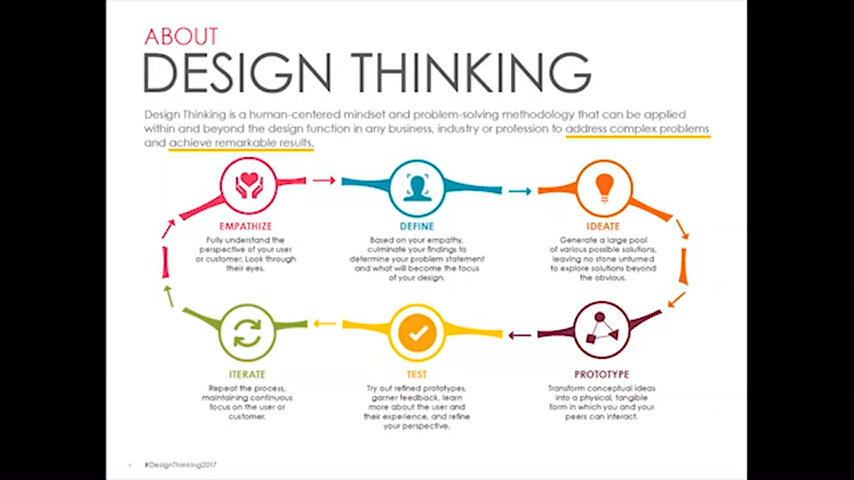 ABOUT
DESIGN THINKING
Design Thinking is a human-centered mindset and problem-solving methodology that can be applied
within and beyond the design function in any business, industry or profession to address complex problems
and achieve remarkable results.
EMPATHIZE
Fully understand the
perspective of your user
or customer. Look through
their eyes.
DEFINE
Based on your empathy,
culminate your findings to
determine your problem statement
and what will become the focus
of your design.
IDEATE
Generate a large pool
of various possible solutions,
leaving no stone unturned
to explore solutions beyond
the obvious.
ITERATE
Repeat the process,
maintaining continuous
focus on the user or
customer.
TEST
Try out refined prototypes,
garner feedback, learn
more about the user and
their experience, and refine
your perspective.
PROTOTYPE
Transform conceptual ideas
into a physical, tangible
form in which you and your
peers can interact.
#DesignThinking2017